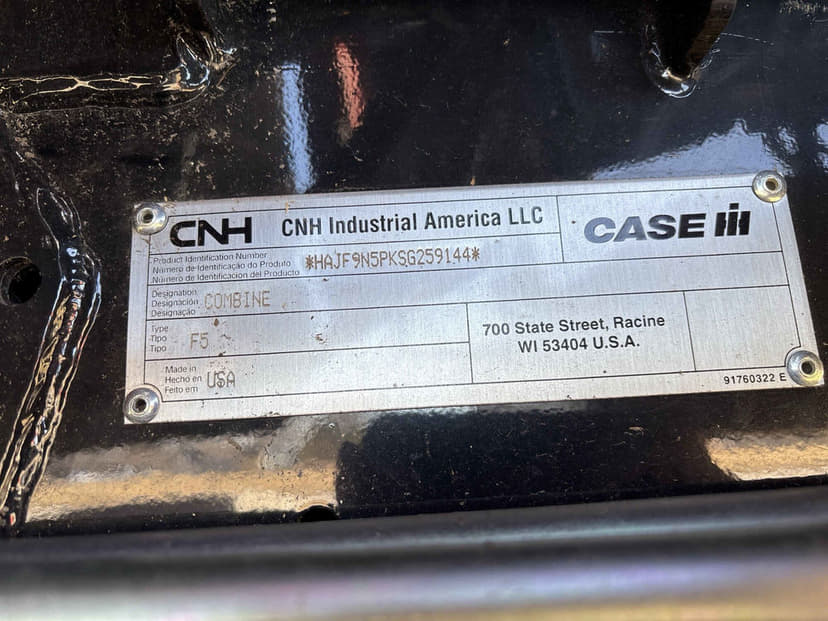 CNH CNH Industrial America LLC
CASE IH
Product Identification Number
Número de Identificação do Produto
Número de Identificación del Producto
*HAJF9N5PKSG259144*
Designation
Designación
Designação
COMBINE
Type
Tipo
Tipo
F5
700 State Street, Racine
WI 53404 U.S.A.
Made in
Hecho en
Feito em
USA
91760322 E